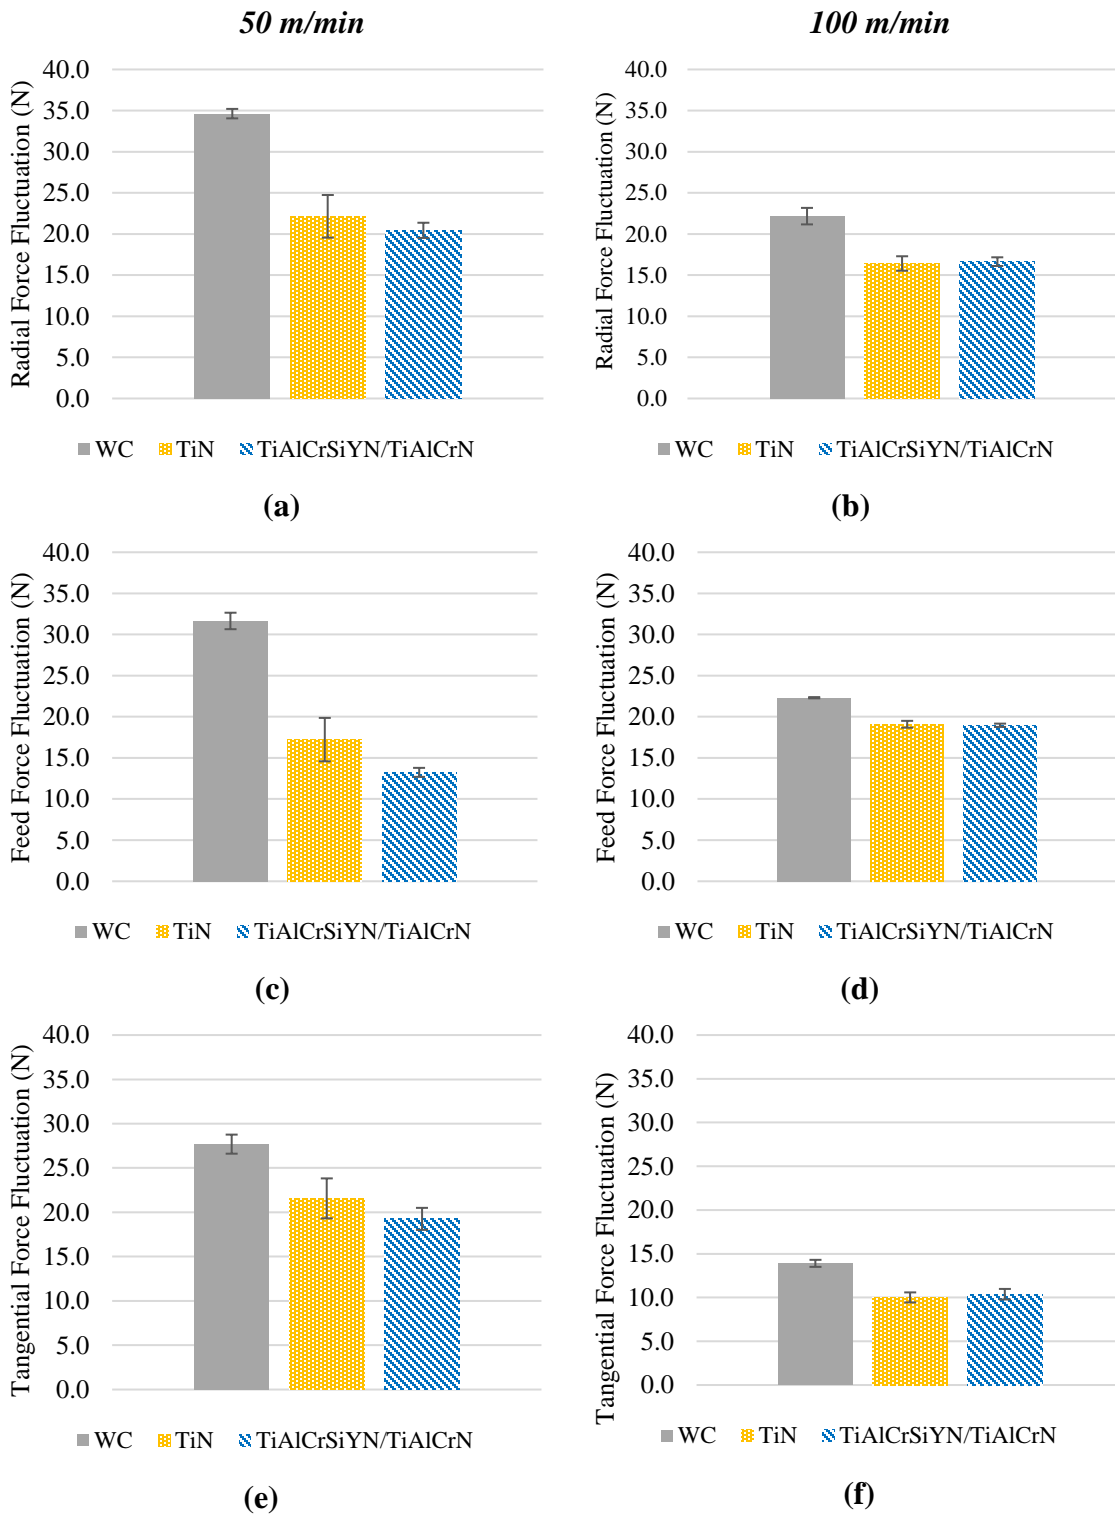 50 m/min
100 m/min
Radial Force Fluctuation (N)
40.0
35.0
30.0
25.0
20.0
15.0
10.0
5.0
0.0
WC TiN TiAlCrSiYN/TiAlCrN
(a)
Radial Force Fluctuation (N)
40.0
35.0
30.0
25.0
20.0
15.0
10.0
5.0
0.0
WC TiN TiAlCrSiYN/TiAlCrN
(b)
Feed Force Fluctuation (N)
40.0
35.0
30.0
25.0
20.0
15.0
10.0
5.0
0.0
WC TiN TiAlCrSiYN/TiAlCrN
(c)
Feed Force Fluctuation (N)
40.0
35.0
30.0
25.0
20.0
15.0
10.0
5.0
0.0
WC TiN TiAlCrSiYN/TiAlCrN
(d)
Tangential Force Fluctuation (N)
40.0
35.0
30.0
25.0
20.0
15.0
10.0
5.0
0.0
WC TiN TiAlCrSiYN/TiAlCrN
(e)
Tangential Force Fluctuation (N)
40.0
35.0
30.0
25.0
20.0
15.0
10.0
5.0
0.0
WC TiN TiAlCrSiYN/TiAlCrN
(f)